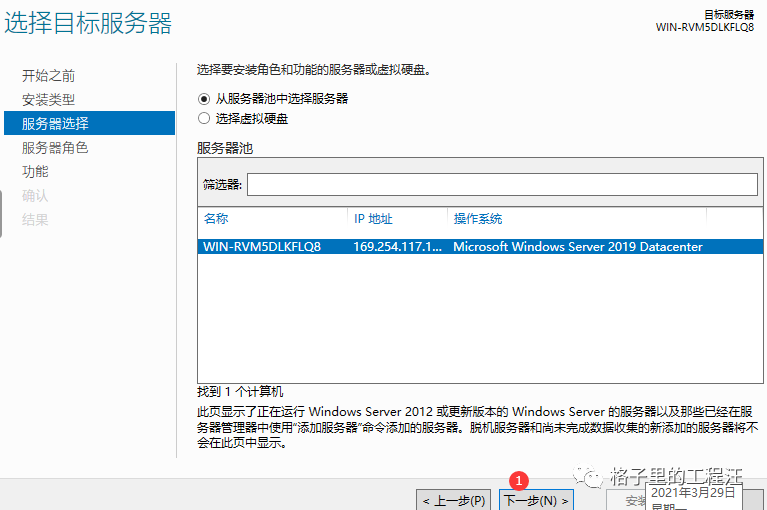 选择目标服务器
目标服务器
WIN-RVM5DLKFLQ8
开始之前
安装类型
服务器选择
服务器角色
功能
确认
结果
选择要安装角色和功能的服务器或虚拟硬盘。
从服务器池中选择服务器
选择虚拟硬盘
服务器池
筛选器:
名称 IP 地址 操作系统
WIN-RVM5DLKFLQ8 169.254.117.1... Microsoft Windows Server 2019 Datacenter
找到 1 个计算机
此页显示了正在运行 Windows Server 2012 或更新版本的 Windows Server 的服务器以及那些已经在服
务器管理器中使用"添加服务器"命令添加的服务器。脱机服务器和尚未完成数据收集的新添加的服务器将不
会在此页中显示。
1
格子里的工程汪
< 上一步(P) 下一步(N) > 安装
2021年3月29日
星期一